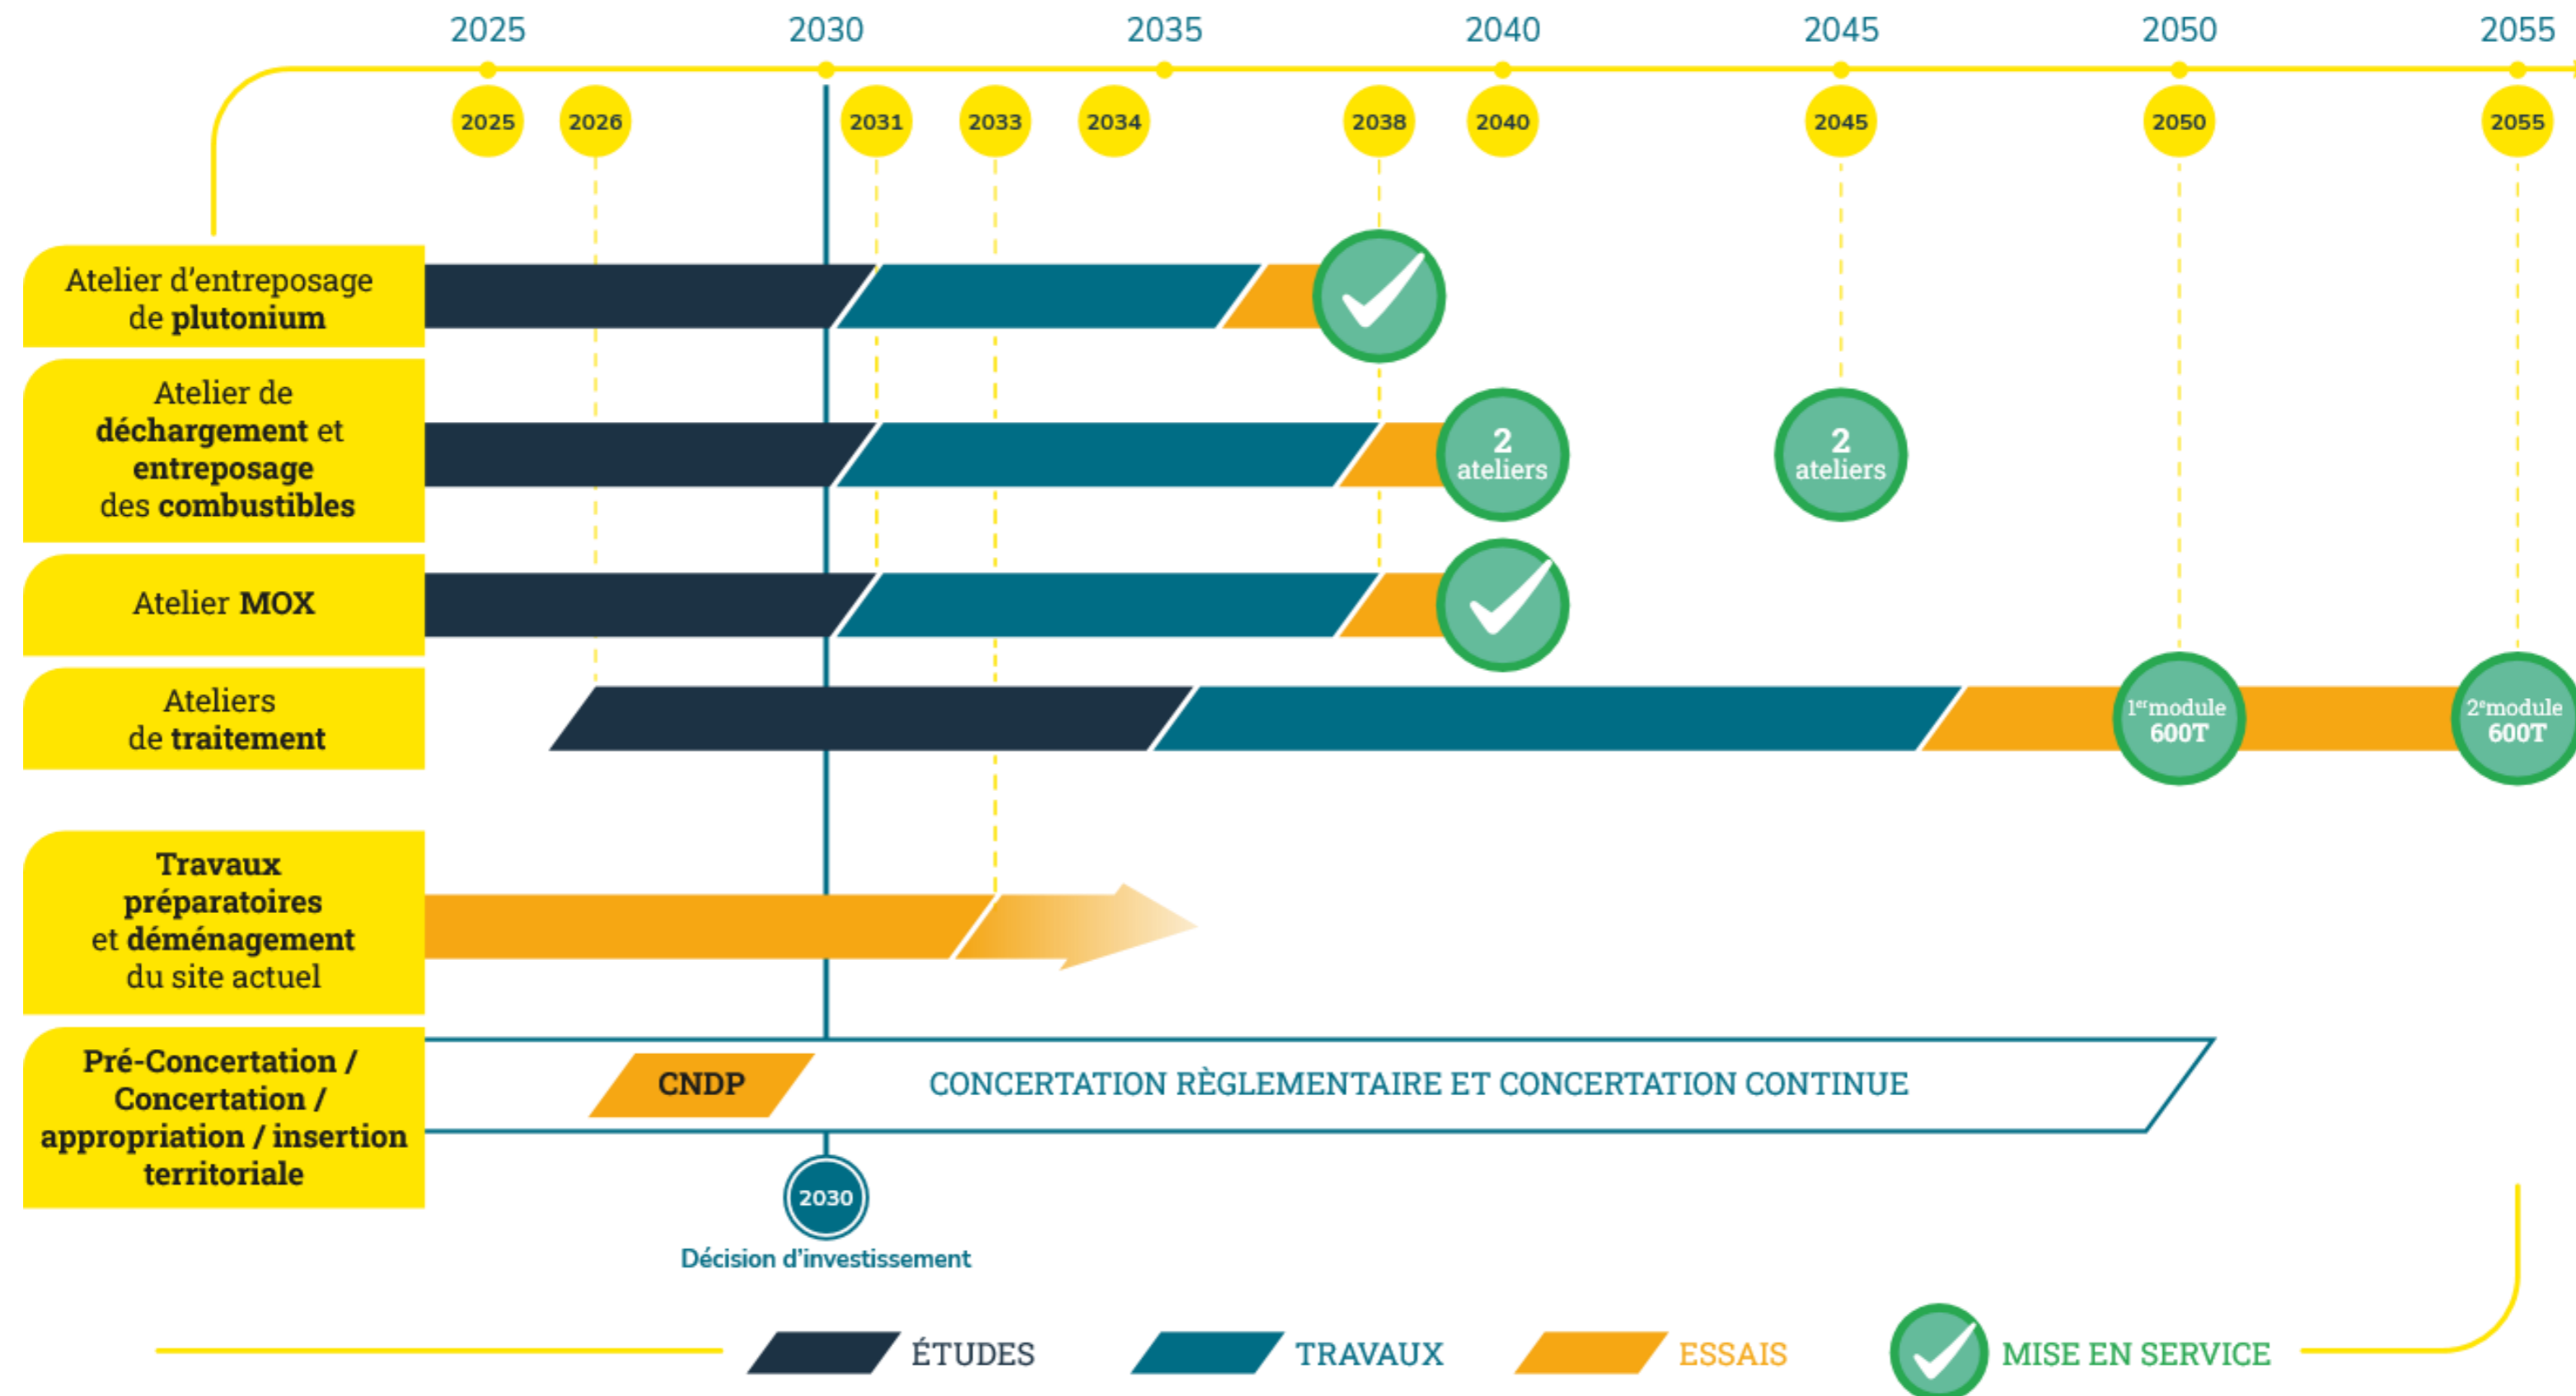 2025 2030 2035 2040 2045 2050 2055
2025 2026 2031 2033 2034 2038 2040 2045 2050 2055
Atelier d'entreposage
de plutonium
Atelier de
déchargement et
entreposage
des combustibles
2
ateliers
2
ateliers
Atelier MOX
Ateliers
de traitement
1er module
600T
2e module
600T
Travaux
préparatoires
et déménagement
du site actuel
Pré-Concertation /
Concertation /
appropriation / insertion
territoriale
CNDP
CONCERTATION RÈGLEMENTAIRE ET CONCERTATION CONTINUE
2030
Décision d'investissement
ÉTUDES TRAVAUX ESSAIS MISE EN SERVICE